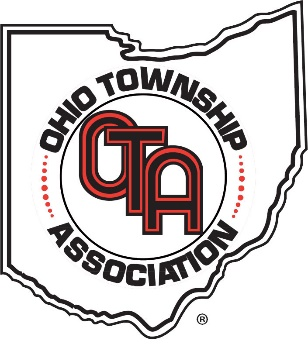 OHIO TOWNSHIP
OTA
ASSOCIATION
®